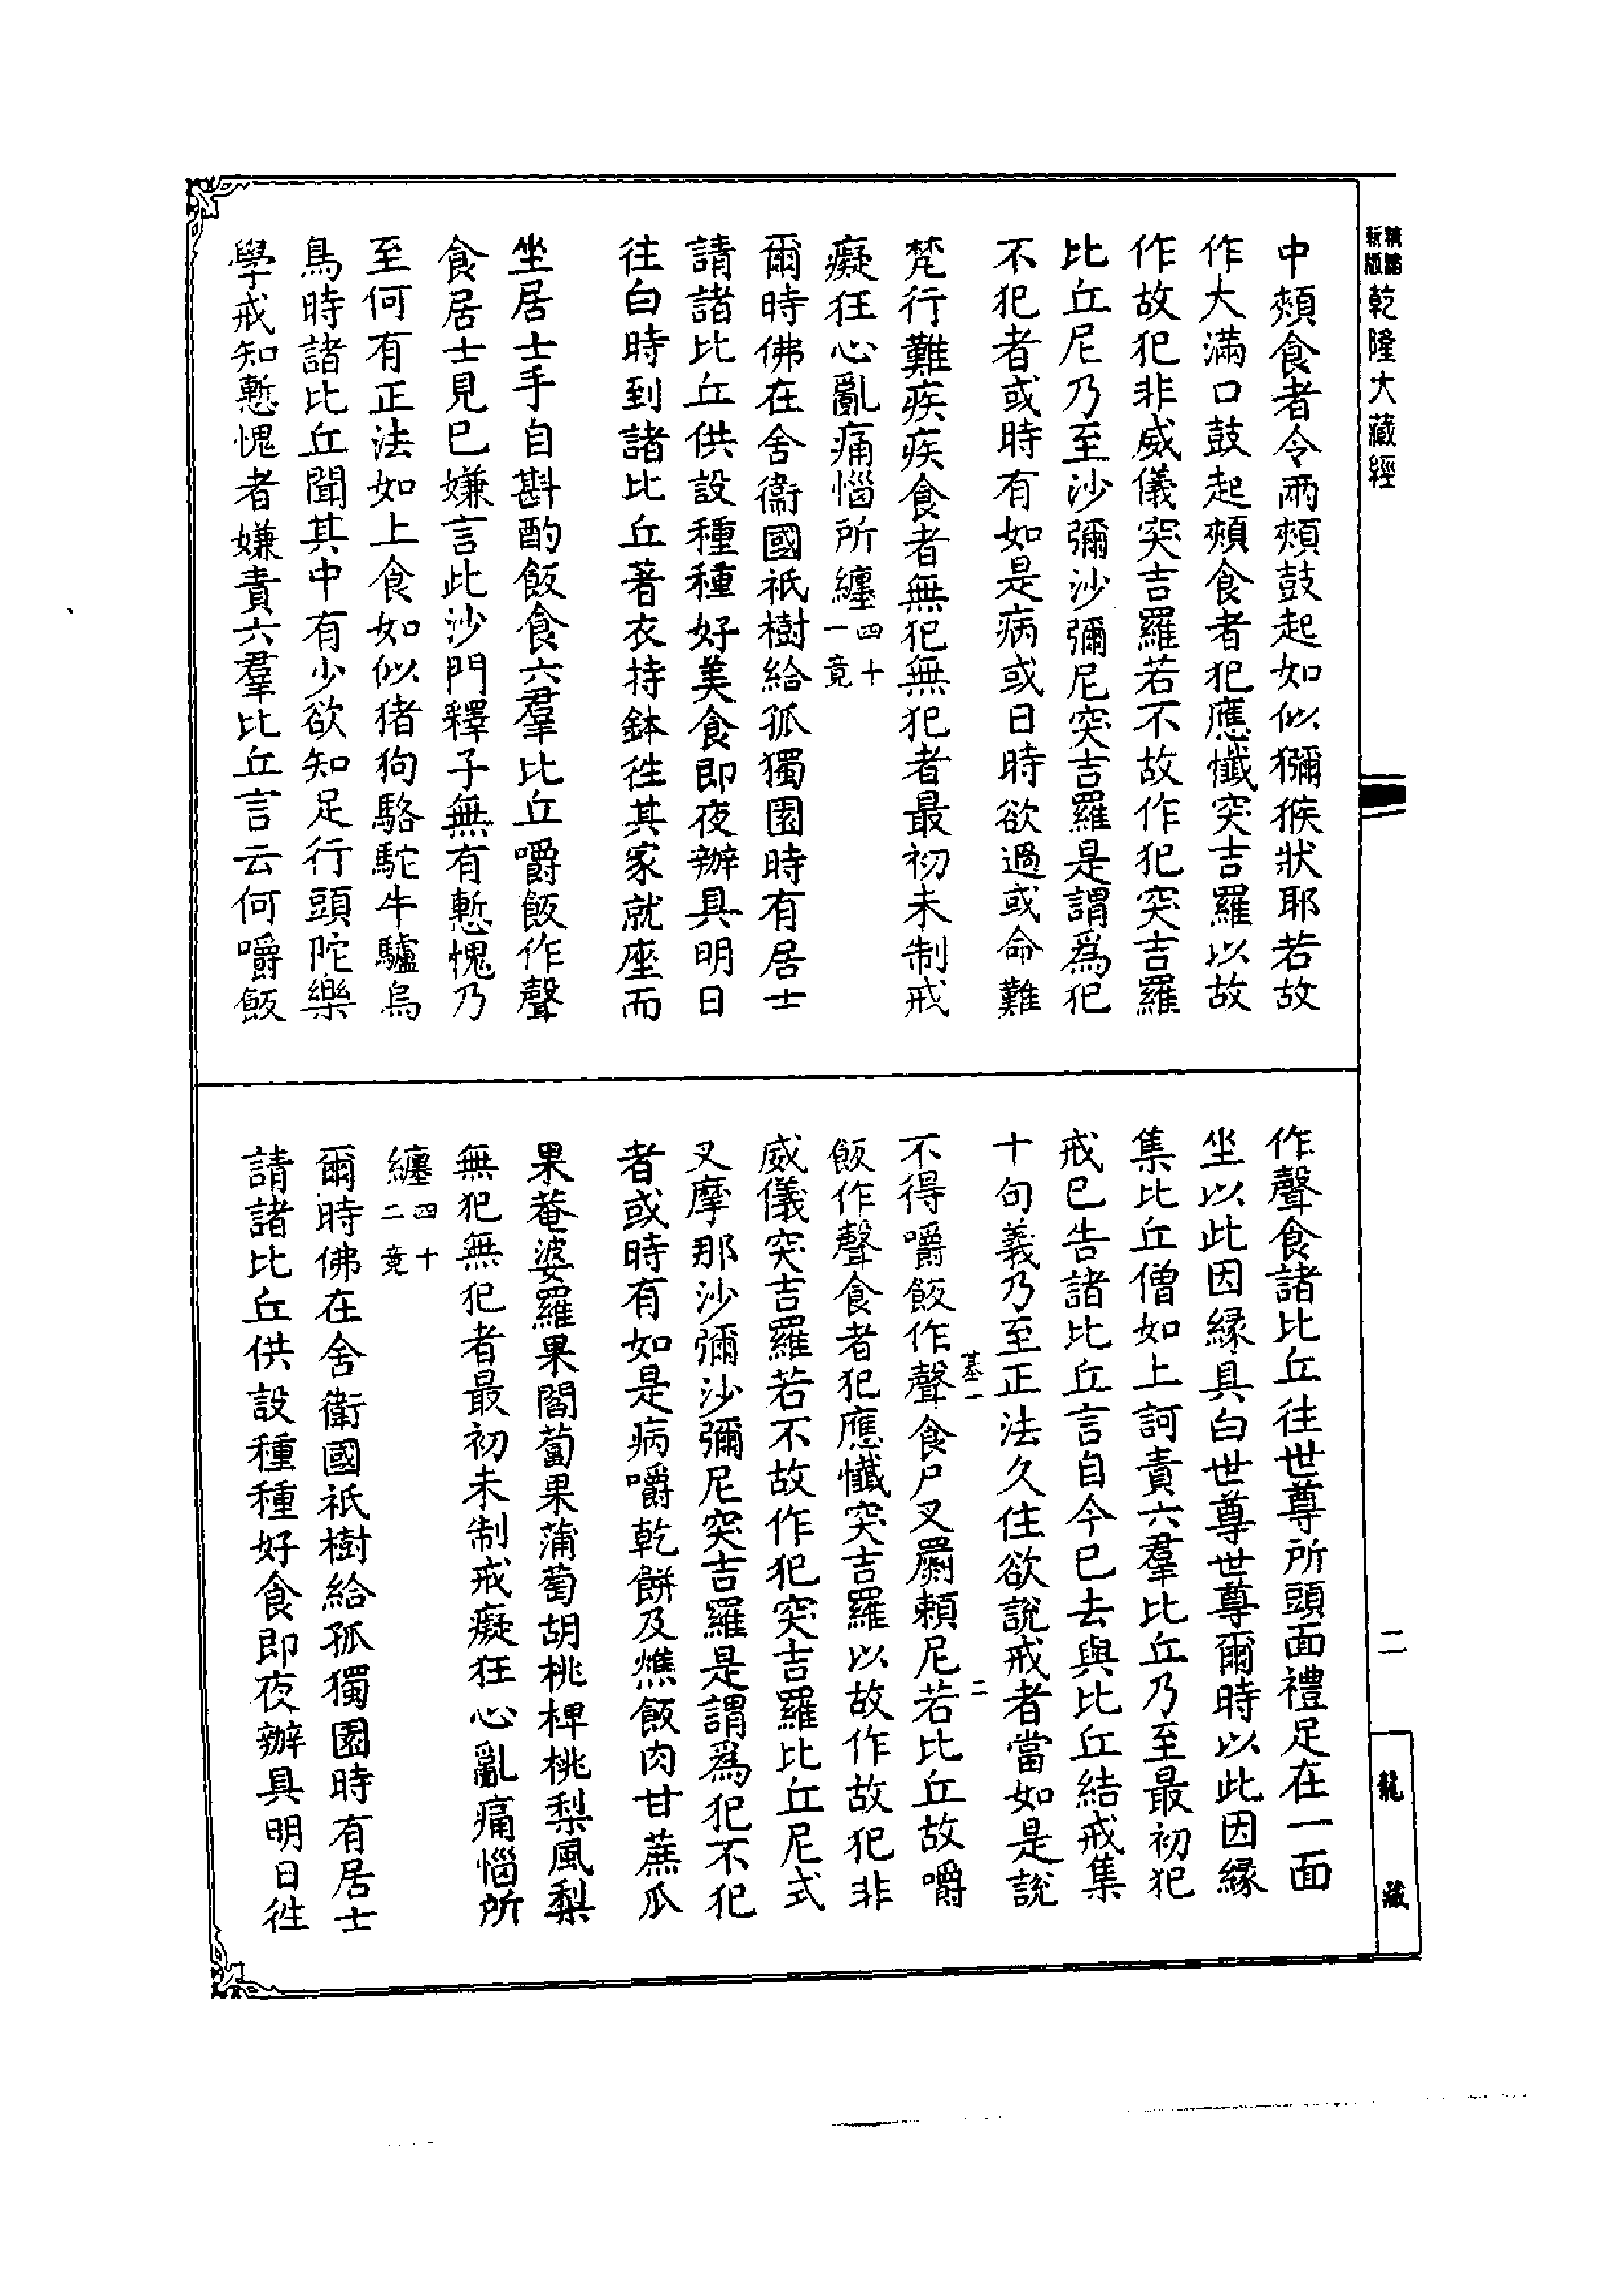 新版
精縮
乾隆大藏經
中頰食者令兩頰鼓起如似獼猴狀耶若故
作大滿口鼓起頰食者犯應懺突吉羅以故
作故犯非威儀突吉羅若不故作犯突吉羅
比丘尼乃至沙彌沙彌尼突吉羅是謂爲犯
不犯者或時有如是病或日時欲過或命難
梵行難疾疾食者無犯無犯者最初未制戒
癡狂心亂痛惱所纏四十一竟
爾時佛在舍衞國祇樹給孤獨園時有居士
請諸比丘供設種種好美食即夜辦具明日
往白時到諸比丘著衣持鉢往其家就座而
坐居士手自斟酌飯食六羣比丘嚼飯作聲
食居士見已嫌言此沙門釋子無有慙愧乃
至何有正法如上食如似猪狗駱駝牛驢烏
鳥時諸比丘聞其中有少欲知足行頭陀樂
學戒知慙愧者嫌責六羣比丘言云何嚼飯
作聲食諸比丘往世尊所頭面禮足在一面
坐以此因緣具白世尊世尊爾時以此因緣
集比丘僧如上訶責六羣比丘乃至最初犯
戒已告諸比丘言自今已去與比丘結戒集
十句義乃至正法久住欲說戒者當如是說
不得嚼飯作聲食尸叉罽賴尼若比丘故嚼
飯作聲食者犯應懺突吉羅以故作故犯非
威儀突吉羅若不故作犯突吉羅比丘尼式
叉摩那沙彌沙彌尼突吉羅是謂爲犯不犯
者或時有如是病嚼乾餅及燋飯肉甘蔗瓜
果菴婆羅果閻蔔果蒲萄胡桃椑桃梨風梨
無犯無犯者最初未制戒癡狂心亂痛惱所
纏四十二竟
爾時佛在舍衞國祇樹給孤獨園時有居士
請諸比丘供設種種好食即夜辦具明日往
二
二
龍藏